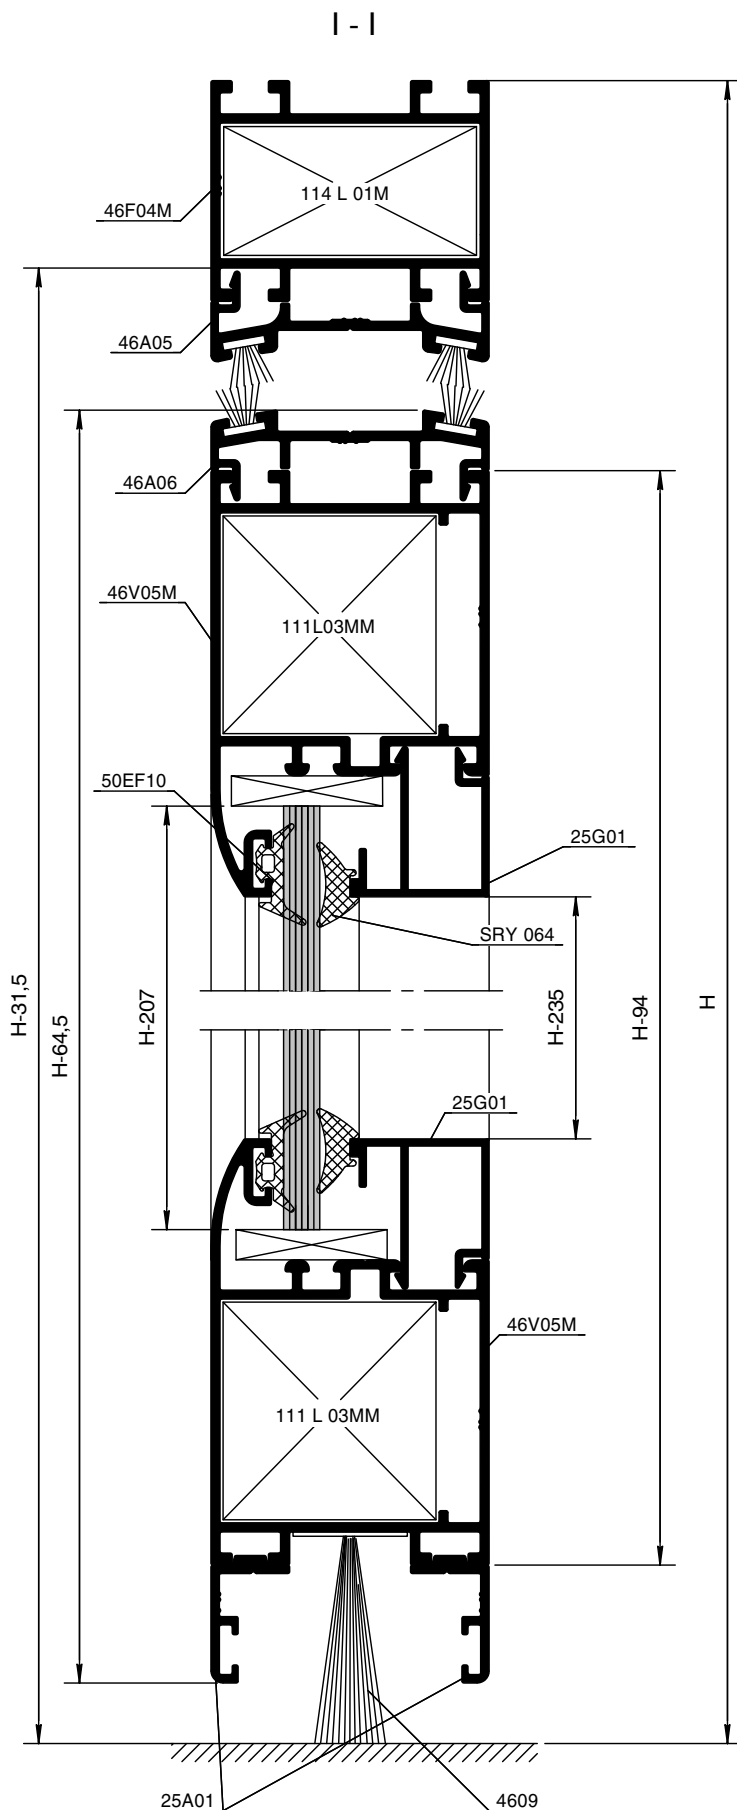 I - I
114 L 01M
46F04M
46A05
46A06
46V05M
111L03MM
50EF10
25G01
SRY 064
H-31,5
H-64,5
H-207
H-235
H-94
H
25G01
46V05M
111 L 03MM
25A01
4609